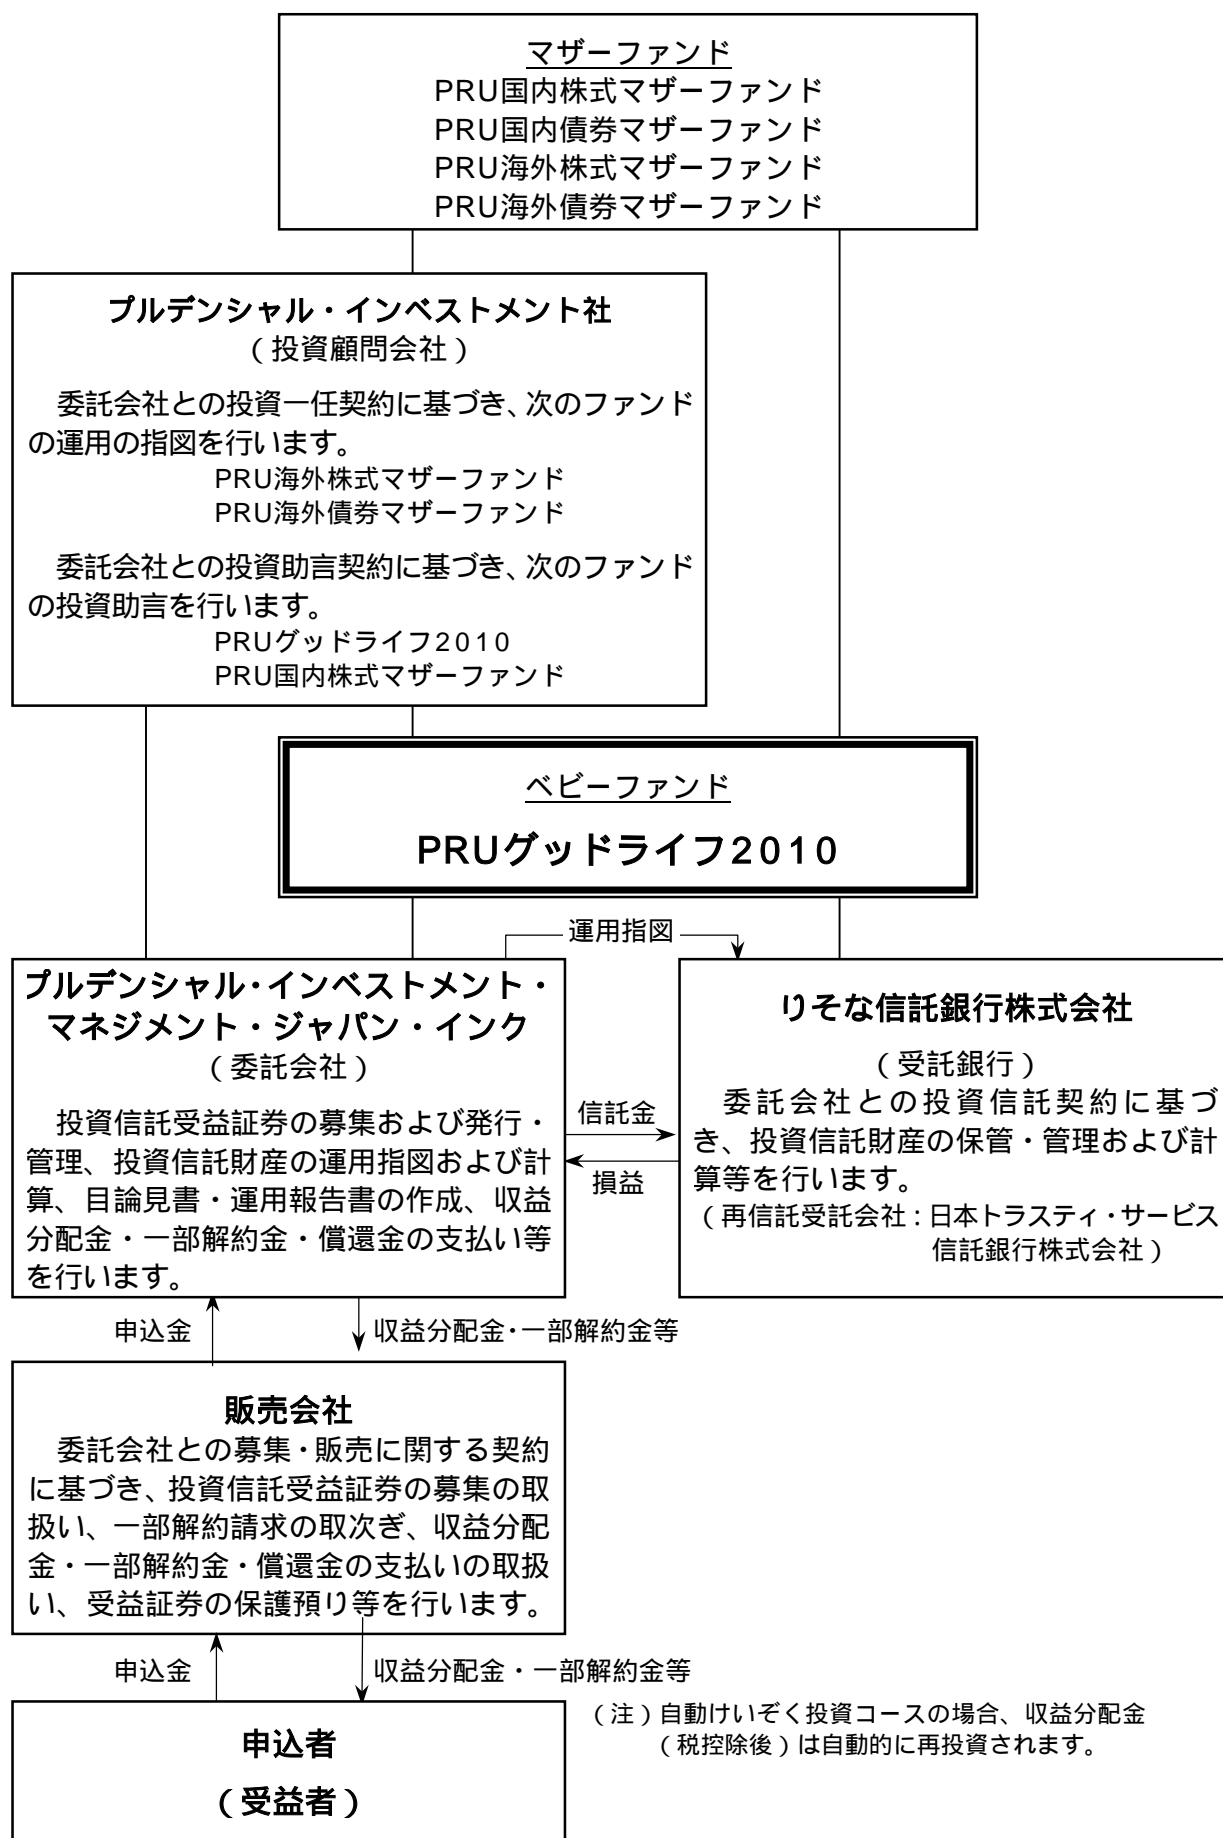 マザーファンド
PRU国内株式マザーファンド
PRU国内債券マザーファンド
PRU海外株式マザーファンド
PRU海外債券マザーファンド
プルデンシャル・インベストメント社
（投資顧問会社）
委託会社との投資一任契約に基づき、次のファンド
の運用の指図を行います。
PRU海外株式マザーファンド
PRU海外債券マザーファンド
委託会社との投資助言契約に基づき、次のファンド
の投資助言を行います。
PRUグッドライフ2010
PRU国内株式マザーファンド
ベビーファンド
PRUグッドライフ2010
運用指図
プルデンシャル・インベストメント・
マネジメント・ジャパン・インク
（委託会社）
投資信託受益証券の募集および発行・
管理、投資信託財産の運用指図および計
算、目論見書・運用報告書の作成、収益
分配金・一部解約金・償還金の支払い等
を行います。
信託金
損益
りそな信託銀行株式会社
（受託銀行）
委託会社との投資信託契約に基づ
き、投資信託財産の保管・管理および計
算等を行います。
（再信託受託会社：日本トラスティ・サービス
信託銀行株式会社）
申込金
収益分配金・一部解約金等
販売会社
委託会社との募集・販売に関する契約
に基づき、投資信託受益証券の募集の取
扱い、一部解約請求の取次ぎ、収益分配
金・一部解約金・償還金の支払いの取扱
い、受益証券の保護預り等を行います。
申込金
収益分配金・一部解約金等
申込者
（受益者）
（注）自動けいぞく投資コースの場合、収益分配金
（税控除後）は自動的に再投資されます。